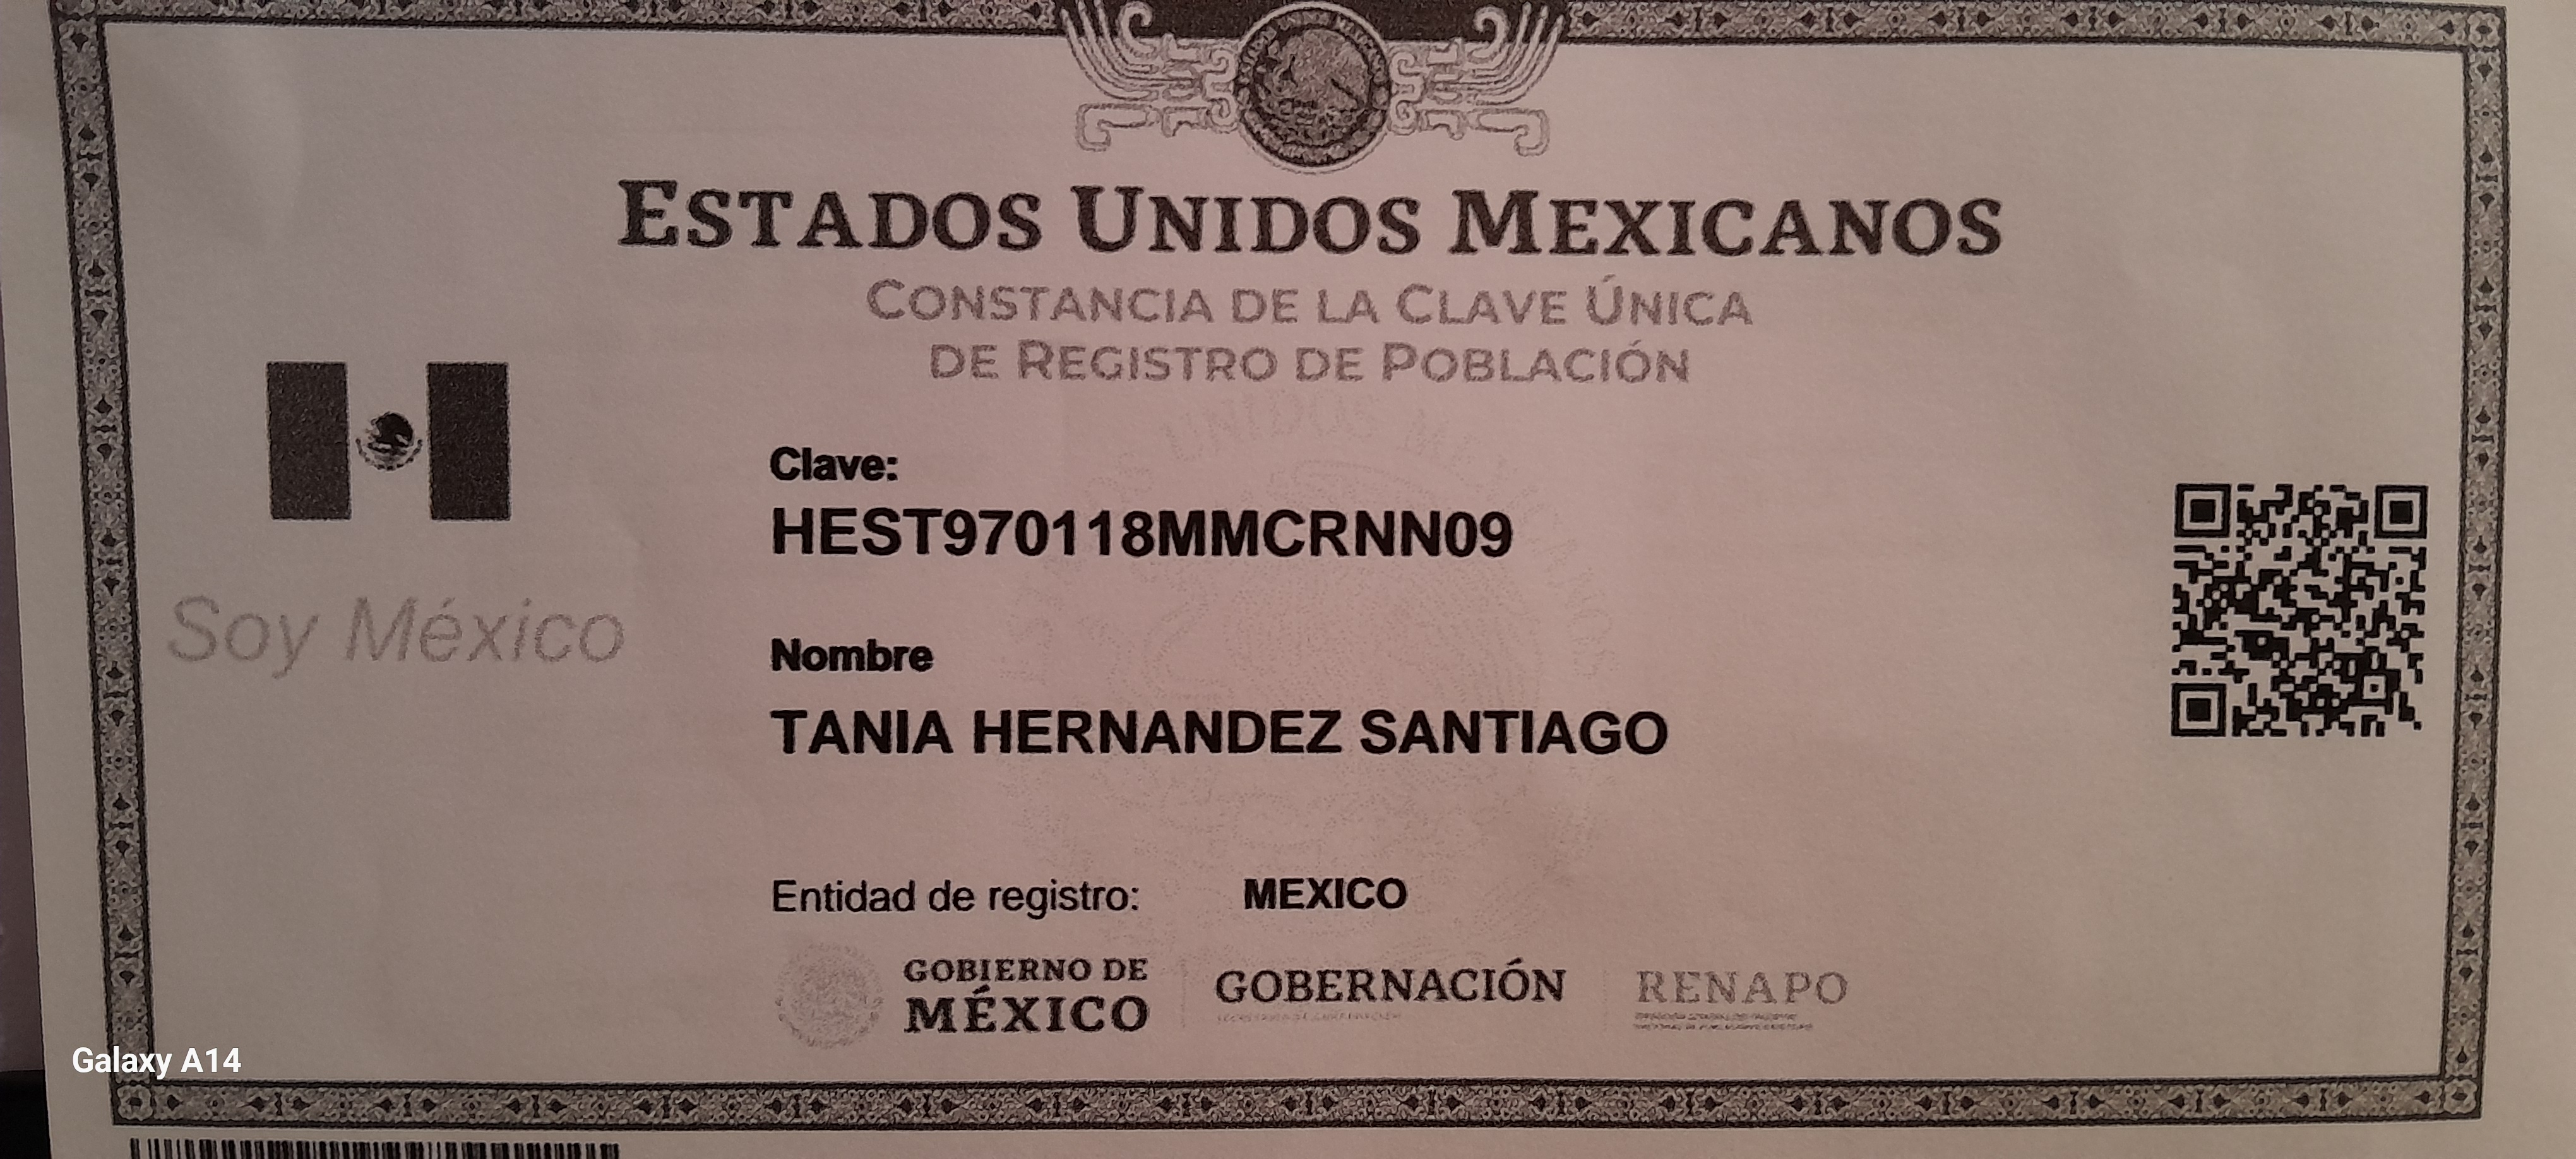 ESTADOS UNIDOS MEXICANOS
CONSTANCIA DE LA CLAVE ÚNICA
DE REGISTRO DE POBLACIÓN
Clave:
HEST970118MMCRNN09
Soy México
Nombre
TANIA HERNANDEZ SANTIAGO
Entidad de registro: MEXICO
GOBIERNO DE
MÉXICO
GOBERNACIÓN
RENAPO
Galaxy A14